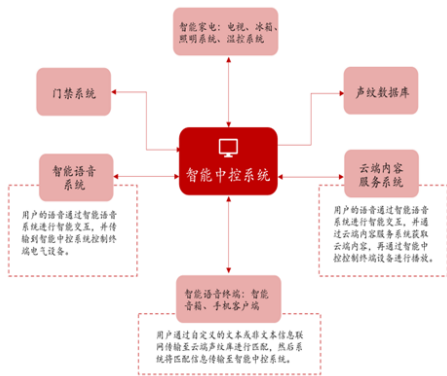 智能家电：电视、冰箱、
照明系统、温控系统
门禁系统
声纹数据库
智能中控系统
智能语音
系统
云端内容
服务系统
用户的语音通过智能语音
系统进行智能交互，并传
输到智能中控系统控制终
端电气设备。
用户的语音通过智能语音
系统进行智能交互，并通
过云端内容服务系统获取
云端内容，再通过智能中
控控制终端设备进行播放。
智能语音终端：智能
音箱、手机客户端
用户通过自定义的文本或非文本信息联
网传输至云端声纹库进行匹配，然后系
统将匹配信息传输至智能中控系统。